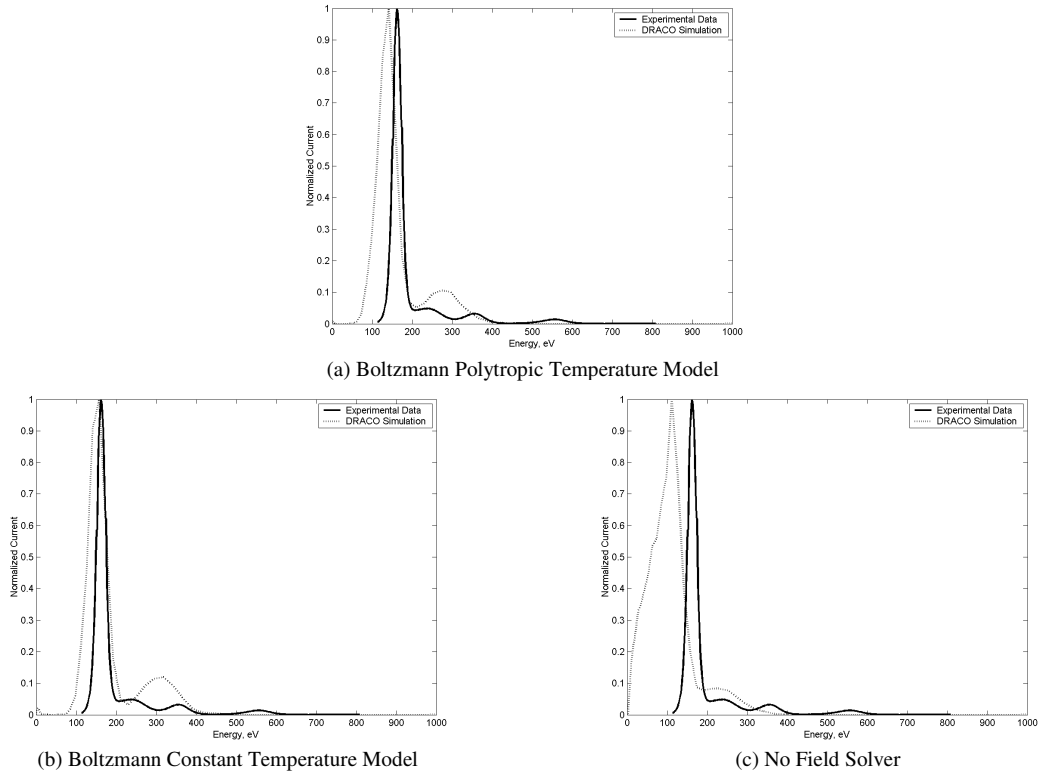 1
0.9
0.8
0.7
0.6
0.5
0.4
0.3
0.2
0.1
0
Normalized Current
Experimental Data
DRACO Simulation
0 100 200 300 400 500 600 700 800 900 1000
Energy, eV
(a) Boltzmann Polytropic Temperature Model
1
0.9
0.8
0.7
0.6
0.5
0.4
0.3
0.2
0.1
0
Normalized Current
Experimental Data
DRACO Simulation
0 100 200 300 400 500 600 700 800 900 1000
Energy, eV
(b) Boltzmann Constant Temperature Model
1
0.9
0.8
0.7
0.6
0.5
0.4
0.3
0.2
0.1
0
Normalized Current
Experimental Data
DRACO Simulation
0 100 200 300 400 500 600 700 800 900 1000
Energy, eV
(c) No Field Solver